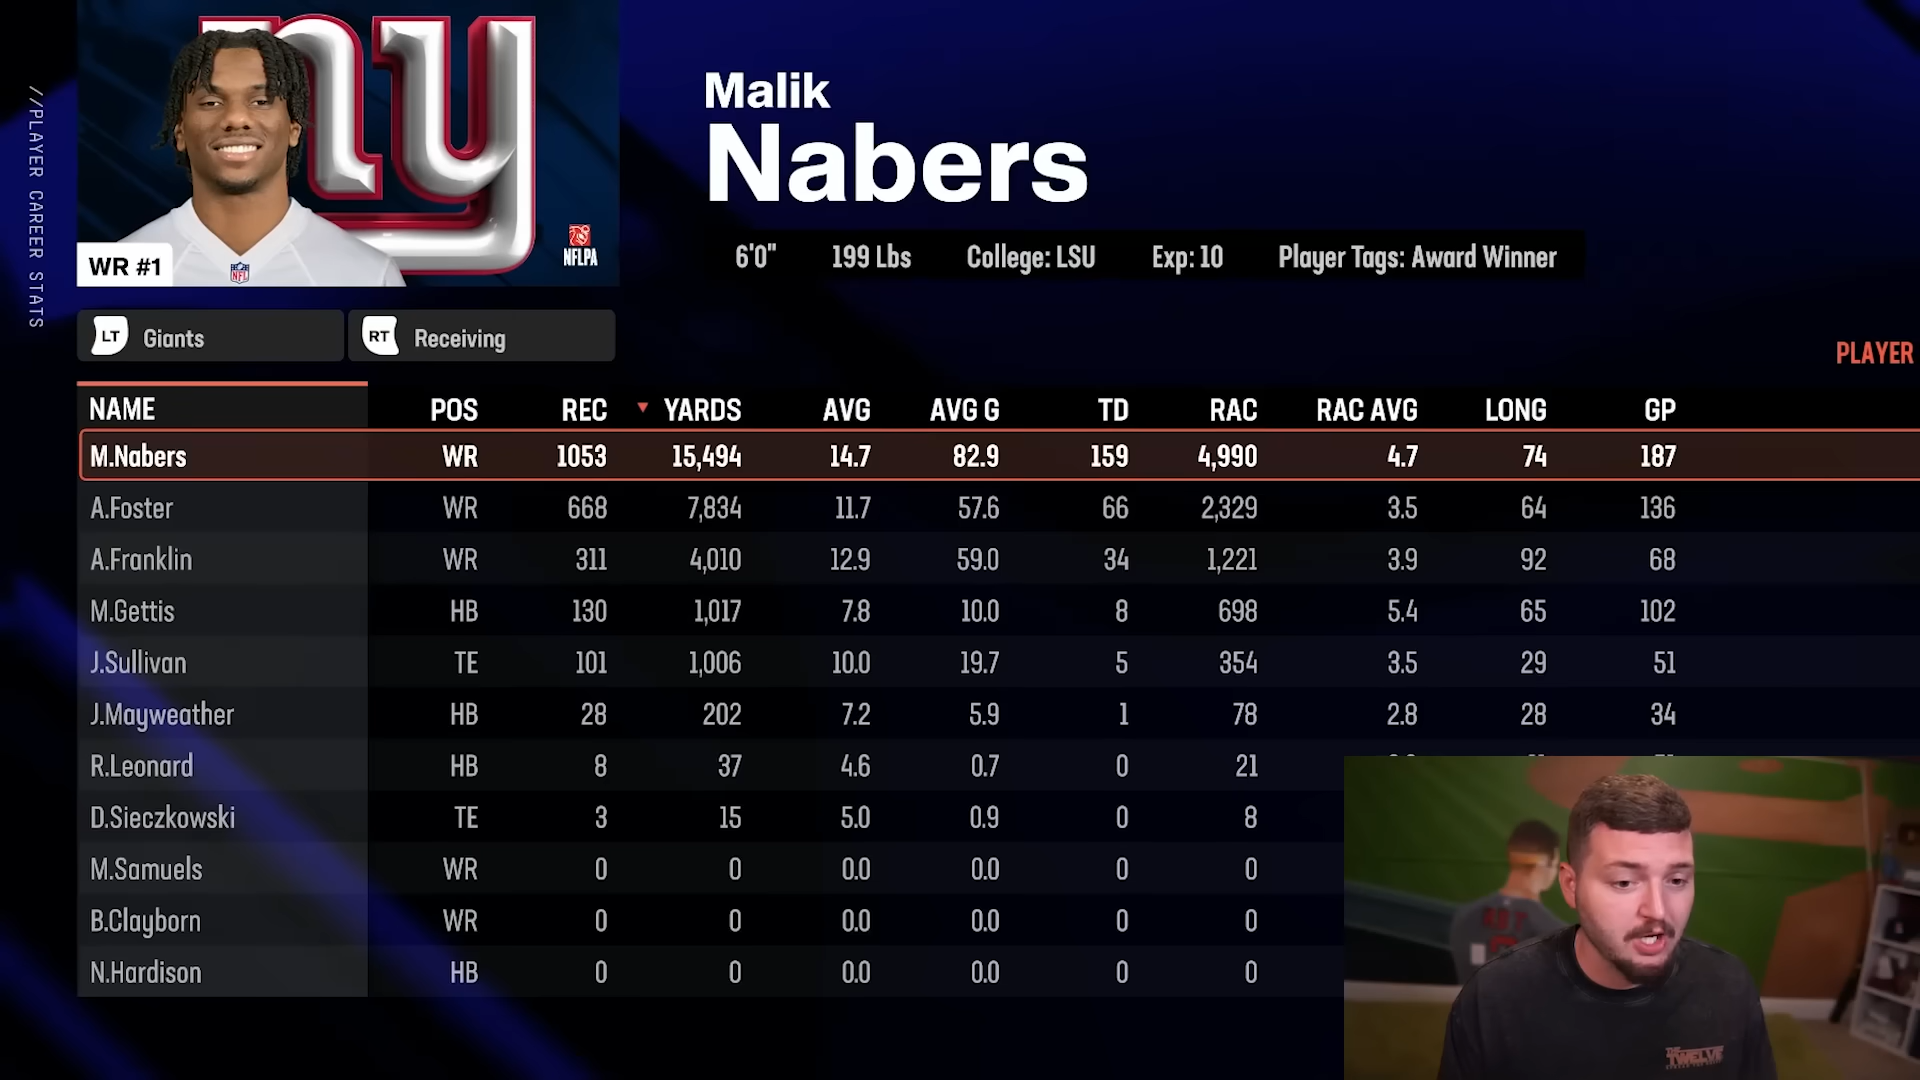 //PLAYER CAREER STATS
ny
NFLPA
NFL
WR #1
Malik
Nabers
6'0" 199 Lbs College: LSU Exp: 10 Player Tags: Award Winner
LT Giants RT Receiving
PLAYER
NAME POS REC YARDS AVG AVG G TD RAC RAC AVG LONG GP
M.Nabers WR 1053 15,494 14.7 82.9 159 4,990 4.7 74 187
A.Foster WR 668 7,834 11.7 57.6 66 2,329 3.5 64 136
A.Franklin WR 311 4,010 12.9 59.0 34 1,221 3.9 92 68
M.Gettis HB 130 1,017 7.8 10.0 8 698 5.4 65 102
J.Sullivan TE 101 1,006 10.0 19.7 5 354 3.5 29 51
J.Mayweather HB 28 202 7.2 5.9 1 78 2.8 28 34
R.Leonard HB 8 37 4.6 0.7 0 21
D.Sieczkowski TE 3 15 5.0 0.9 0 8
M.Samuels WR 0 0 0.0 0.0 0 0
B.Clayborn WR 0 0 0.0 0.0 0 0
N.Hardison HB 0 0 0.0 0.0 0 0
THE
TWELVE